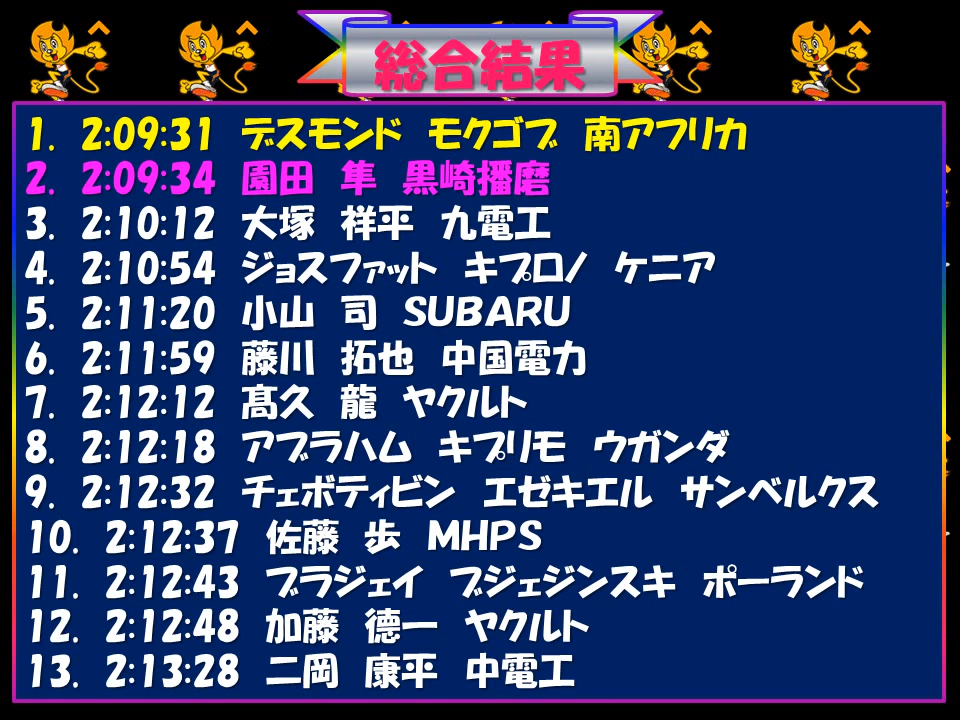 総合結果
1. 2:09:31 デスモンド モクゴブ 南アフリカ
2. 2:09:34 園田 隼 黒崎播磨
3. 2:10:12 大塚 祥平 九電工
4. 2:10:54 ジョスファット キプロノ ケニア
5. 2:11:20 小山 司 SUBARU
6. 2:11:59 藤川 拓也 中国電力
7. 2:12:12 髙久 龍 ヤクルト
8. 2:12:18 アブラハム キプリモ ウガンダ
9. 2:12:32 チェボティビン エゼキエル サンベルクス
10. 2:12:37 佐藤 歩 MHPS
11. 2:12:43 ブラジェイ ブジェジンスキ ポーランド
12. 2:12:48 加藤 德一 ヤクルト
13. 2:13:28 二岡 康平 中電工